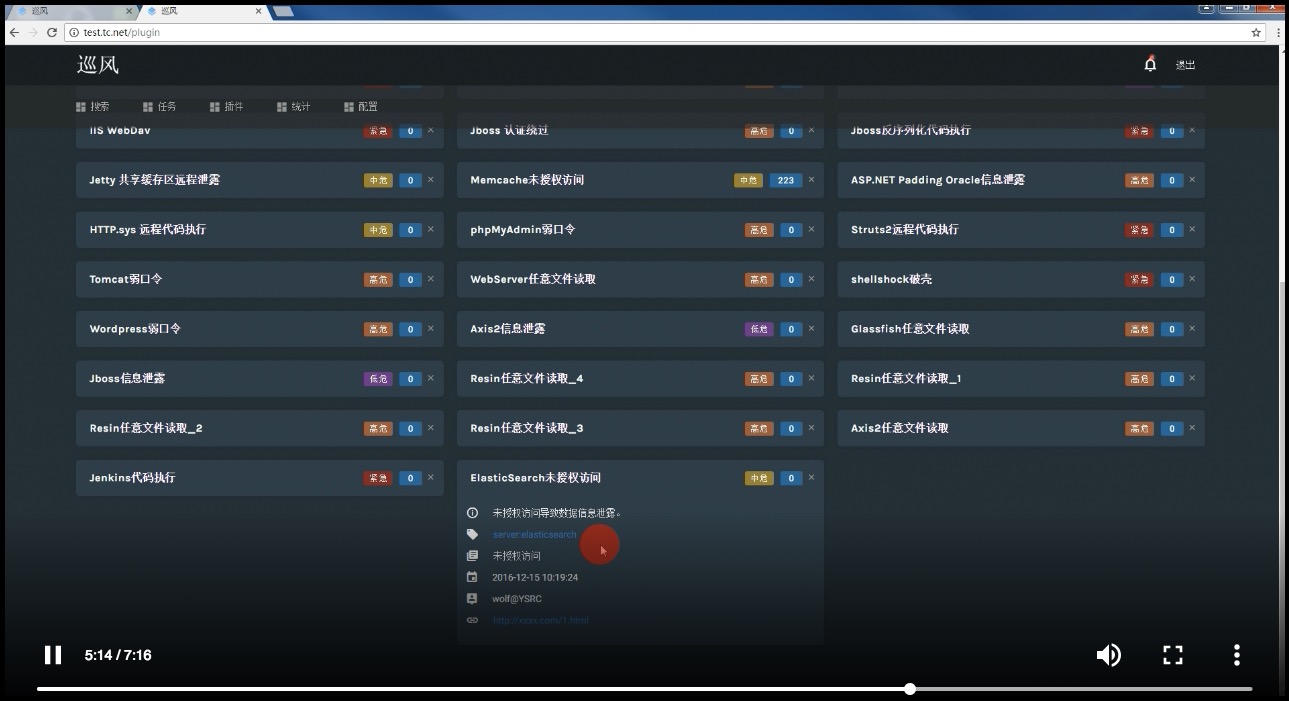 巡风
巡风
test.tc.net/plugin
巡风
退出
搜索 任务 插件 统计 配置
IIS WebDav 紧急 0 ×
Jboss 认证绕过 高危 0 ×
Jboss反序列化代码执行 紧急 0 ×
Jetty 共享缓存区远程泄露 中危 0 ×
Memcache未授权访问 中危 223 ×
ASP.NET Padding Oracle信息泄露 高危 0 ×
HTTP.sys 远程代码执行 中危 0 ×
phpMyAdmin弱口令 高危 0 ×
Struts2远程代码执行 紧急 0 ×
Tomcat弱口令 高危 0 ×
WebServer任意文件读取 高危 0 ×
shellshock破壳 紧急 0 ×
Wordpress弱口令 高危 0 ×
Axis2信息泄露 低危 0 ×
Glassfish任意文件读取 高危 0 ×
Jboss信息泄露 低危 0 ×
Resin任意文件读取_4 高危 0 ×
Resin任意文件读取_1 高危 0 ×
Resin任意文件读取_2 高危 0 ×
Resin任意文件读取_3 高危 0 ×
Axis2任意文件读取 高危 0 ×
Jenkins代码执行 紧急 0 ×
ElasticSearch未授权访问 中危 0 ×
未授权访问导致数据信息泄露。
server:elasticsearch
未授权访问
2016-12-15 10:19:24
wolf@YSRC
http://xxxx.com/1.html
5:14 / 7:16